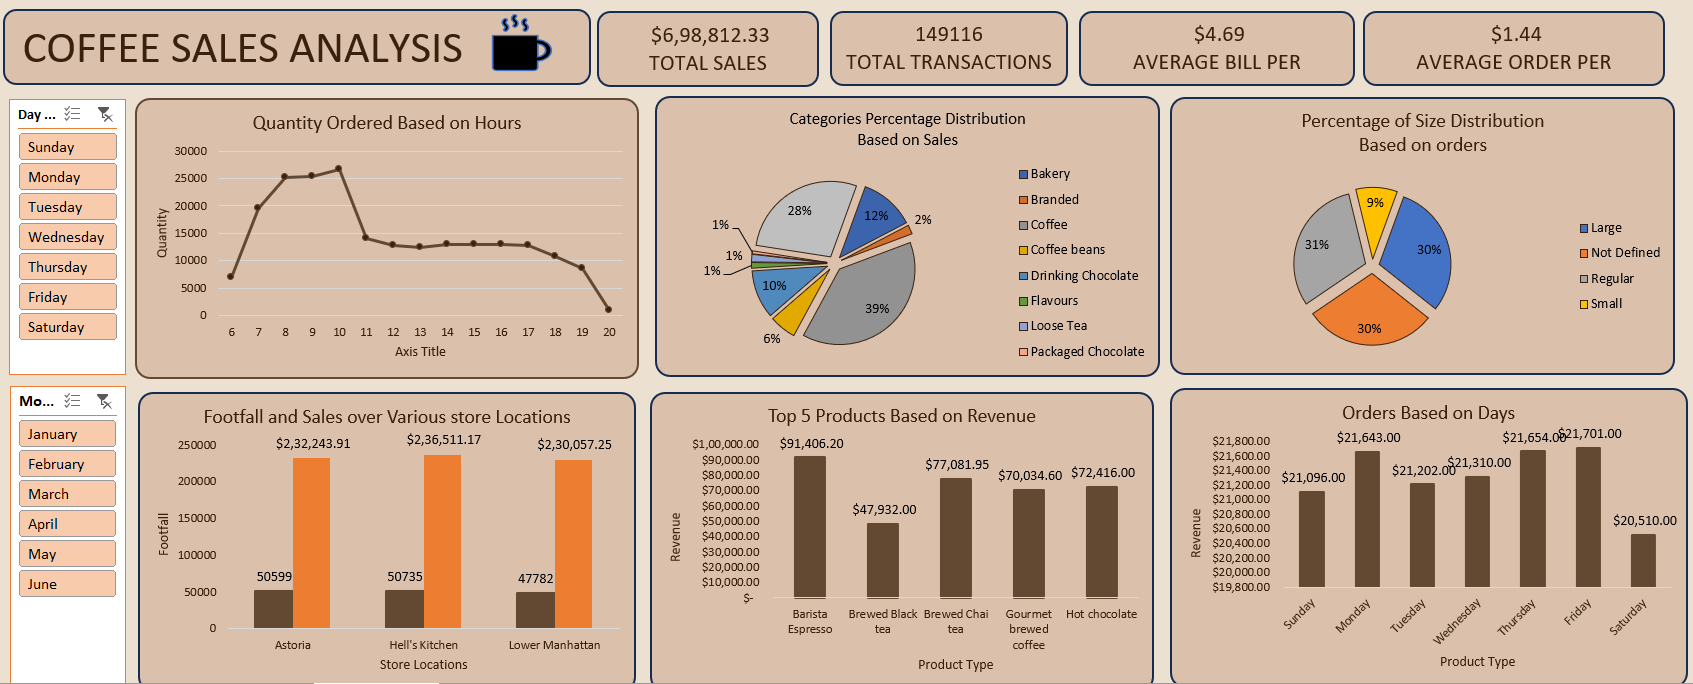 COFFEE SALES ANALYSIS
$6,98,812.33
TOTAL SALES
149116
TOTAL TRANSACTIONS
$4.69
AVERAGE BILL PER
$1.44
AVERAGE ORDER PER
Day ...
Sunday
Monday
Tuesday
Wednesday
Thursday
Friday
Saturday
Mo...
January
February
March
April
May
June
Quantity Ordered Based on Hours
Quantity
30000
25000
20000
15000
10000
5000
0
6 7 8 9 10 11 12 13 14 15 16 17 18 19 20
Axis Title
Categories Percentage Distribution
Based on Sales
28%
12%
2%
39%
6%
10%
1%
1%
1%
Bakery
Branded
Coffee
Coffee beans
Drinking Chocolate
Flavours
Loose Tea
Packaged Chocolate
Percentage of Size Distribution
Based on orders
9%
30%
30%
31%
Large
Not Defined
Regular
Small
Footfall and Sales over Various store Locations
Footfall
250000
200000
150000
100000
50000
0
$2,32,243.91
$2,36,511.17
$2,30,057.25
50599
50735
47782
Astoria
Hell's Kitchen
Lower Manhattan
Store Locations
Top 5 Products Based on Revenue
Revenue
$1,00,000.00
$90,000.00
$80,000.00
$70,000.00
$60,000.00
$50,000.00
$40,000.00
$30,000.00
$20,000.00
$10,000.00
$-
$91,406.20
$47,932.00
$77,081.95
$70,034.60
$72,416.00
Barista
Espresso
Brewed Black
tea
Brewed Chai
tea
Gourmet
brewed
coffee
Hot chocolate
Product Type
Orders Based on Days
Revenue
$21,800.00
$21,600.00
$21,400.00
$21,200.00
$21,000.00
$20,800.00
$20,600.00
$20,400.00
$20,200.00
$20,000.00
$19,800.00
$21,096.00
$21,643.00
$21,202.00
$21,310.00
$21,654.00
$21,701.00
$20,510.00
Sunday
Monday
Tuesday
Wednesday
Thursday
Friday
Saturday
Product Type